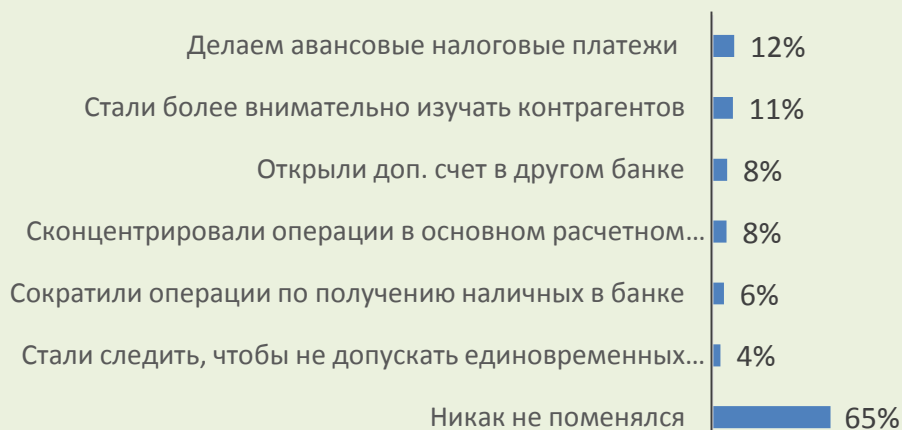 Делаем авансовые налоговые платежи 12%
Стали более внимательно изучать контрагентов 11%
Открыли доп. счет в другом банке 8%
Сконцентрировали операции в основном расчетном... 8%
Сократили операции по получению наличных в банке 6%
Стали следить, чтобы не допускать единовременных... 4%
Никак не поменялся 65%